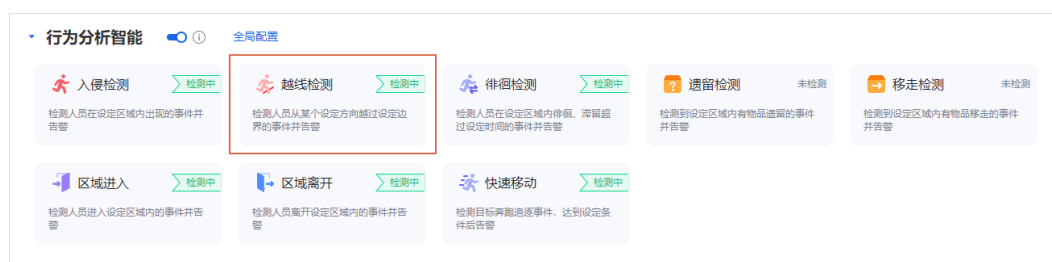 行为分析智能 全局配置
入侵检测 检测中
检测人员在设定区域内出现的事件并
告警
越线检测 检测中
检测人员从某个设定方向越过设定边
界的事件并告警
徘徊检测 检测中
检测人员在设定区域内徘徊，滞留超
过设定时间的事件并告警
遗留检测 未检测
检测到设定区域内有物品遗留的事件
并告警
移走检测 未检测
检测到设定区域内有物品移走的事件
并告警
区域进入 检测中
检测人员进入设定区域内的事件并告
警
区域离开 检测中
检测人员离开设定区域内的事件并告
警
快速移动 检测中
检测目标奔跑追逐事件，达到设定条
件后告警